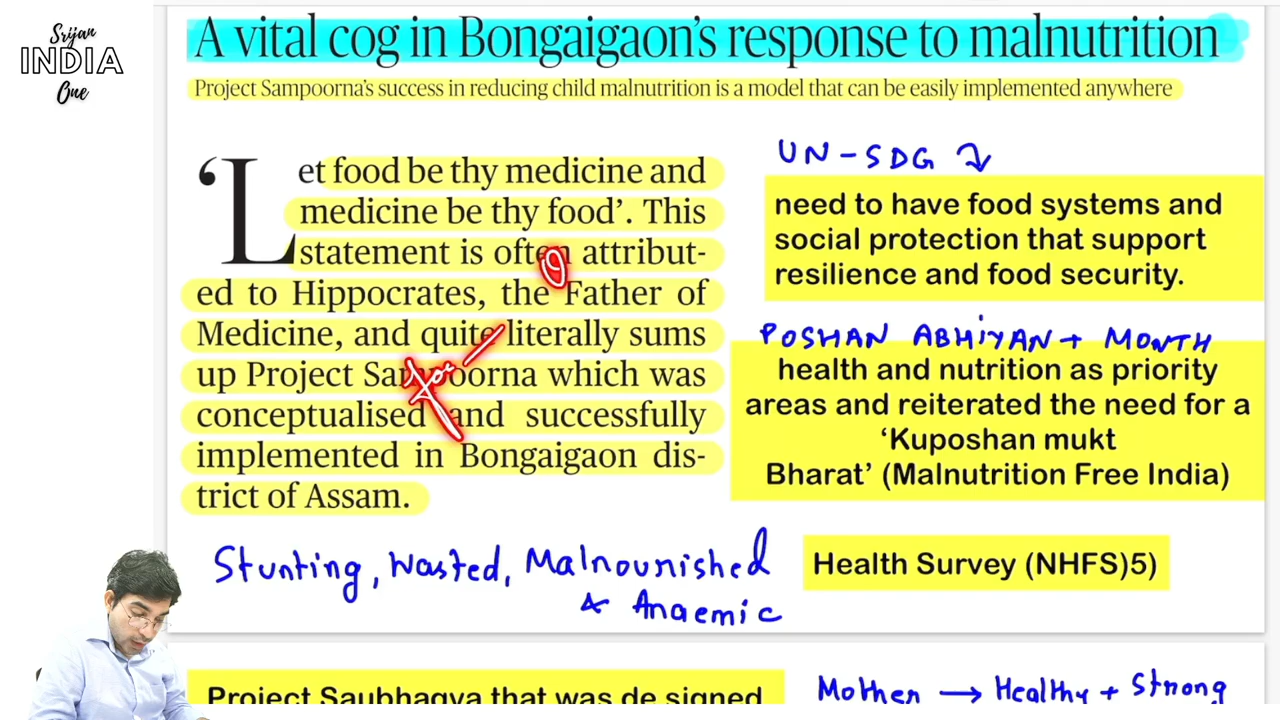 Srijan
INDIA
One
A vital cog in Bongaigaon's response to malnutrition
Project Sampoorna's success in reducing child malnutrition is a model that can be easily implemented anywhere
'Let food be thy medicine and
medicine be thy food'. This
statement is often attribut-
ed to Hippocrates, the Father of
Medicine, and quite literally sums
up Project Sampoorna which was
conceptualised and successfully
implemented in Bongaigaon dis-
trict of Assam.
UN-SDG
need to have food systems and
social protection that support
resilience and food security.
POSHAN ABHIYAN + MONTH
health and nutrition as priority
areas and reiterated the need for a
'Kuposhan mukt
Bharat' (Malnutrition Free India)
Stunting, Wasted, Malnourished
& Anaemic
Health Survey (NHFS)5)
Project Saubhagya that was de signed
Mother → Healthy + Strong